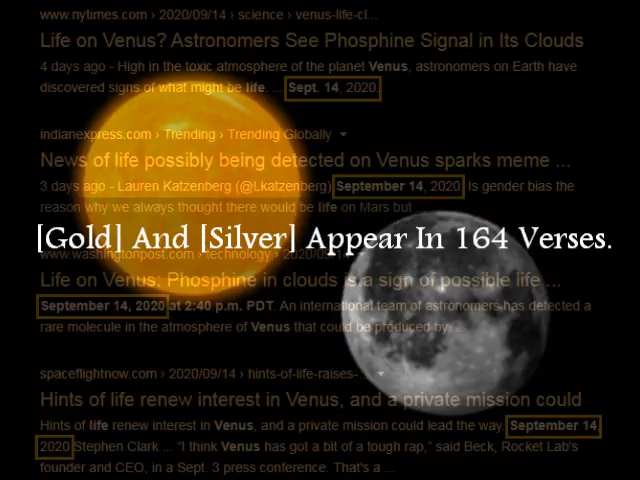 www.nytimes.com › 2020/09/14 › science › venus-life-cl...
Life on Venus? Astronomers See Phosphine Signal in Its Clouds
4 days ago - High in the toxic atmosphere of the planet Venus, astronomers on Earth have
discovered signs of what might be life. ... Sept. 14, 2020.
indianexpress.com › Trending › Trending Globally
News of life possibly being detected on Venus sparks meme ...
3 days ago - Lauren Katzenberg (@Lkatzenberg) September 14, 2020 Is gender bias the
reason why we always thought there would be life on Mars but ...
[Gold] And [Silver] Appear In 164 Verses.
www.washingtonpost.com › technology › 2020/0
Life on Venus: Phosphine in clouds is a sign of possible life ...
September 14, 2020 at 2:40 p.m. PDT. An international team of astronomers has detected a
rare molecule in the atmosphere of Venus that could be produced by
spaceflightnow.com › 2020/09/14 › hints-of-life-raises-
Hints of life renew interest in Venus, and a private mission could
Hints of life renew interest in Venus, and a private mission could lead the way. September 14,
2020 Stephen Clark ... "I think Venus has got a bit of a tough rap," said Beck, Rocket Lab's
founder and CEO, in a Sept. 3 press conference. That's a ...